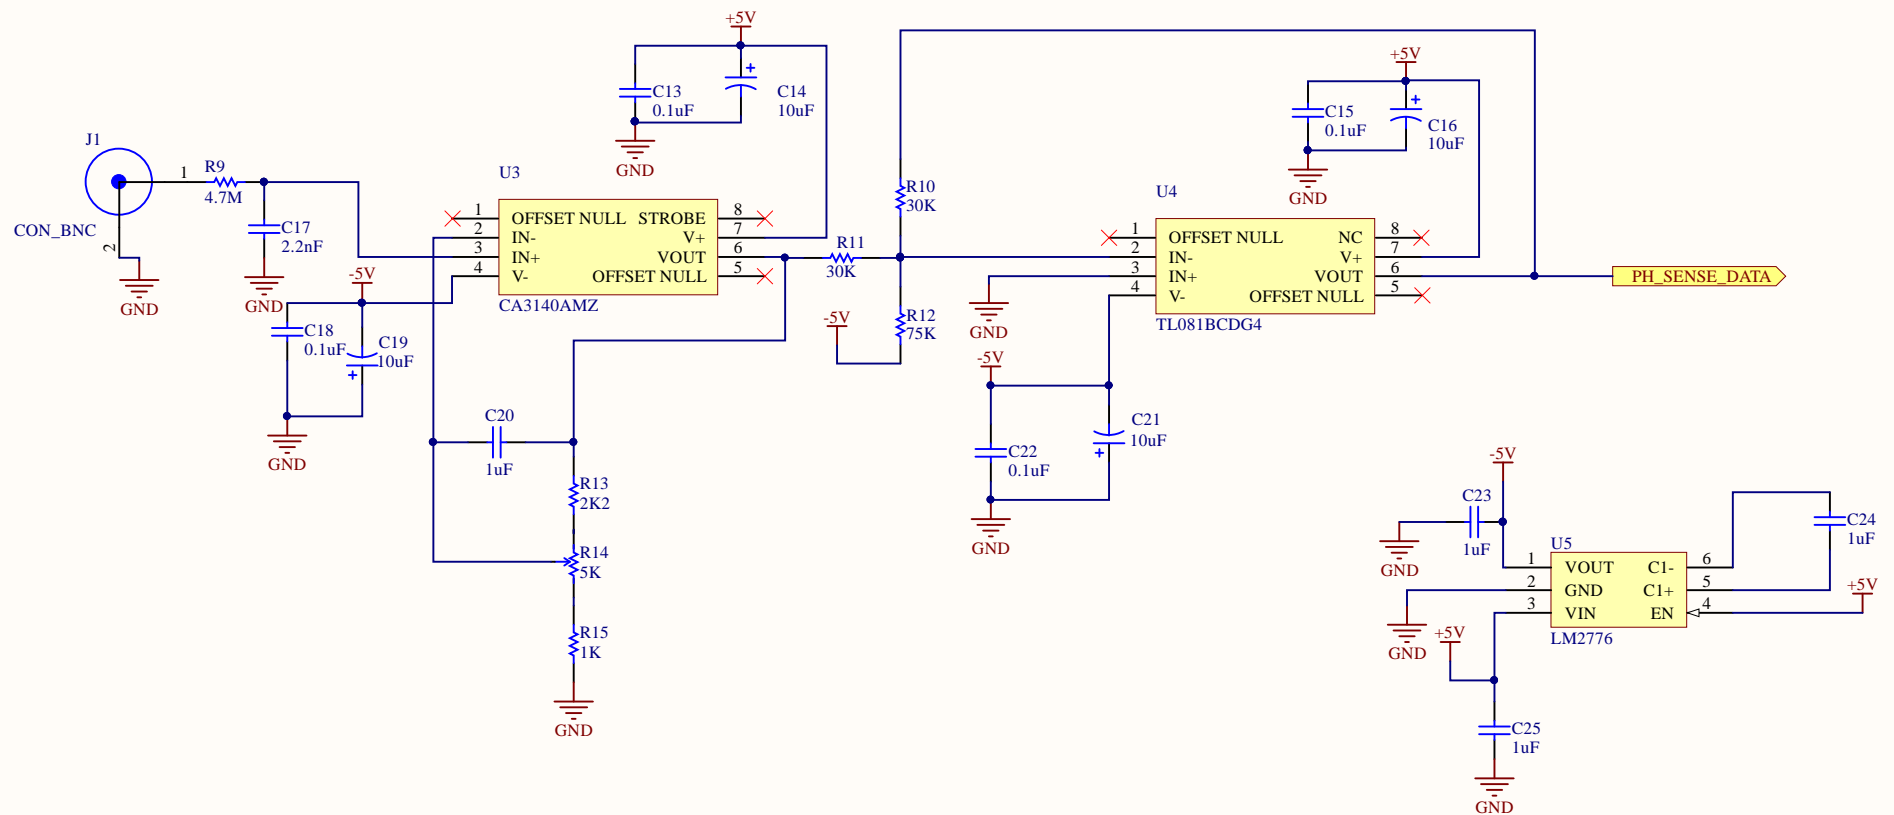 J1
CON_BNC
1
2
GND
R9
4.7M
C17
2.2nF
GND
-5V
C18
0.1uF
C19
10uF
GND
+5V
C13
0.1uF
C14
10uF
GND
U3
1 OFFSET NULL STROBE 8
2 IN- V+ 7
3 IN+ VOUT 6
4 V- OFFSET NULL 5
CA3140AMZ
C20
1uF
R13
2K2
R14
5K
R15
1K
GND
R11
30K
R10
30K
R12
75K
-5V
U4
1 OFFSET NULL NC 8
2 IN- V+ 7
3 IN+ VOUT 6
4 V- OFFSET NULL 5
TL081BCDG4
GND
-5V
C22
0.1uF
C21
10uF
GND
+5V
C15
0.1uF
C16
10uF
GND
PH_SENSE_DATA
-5V
C23
1uF
GND
U5
1 VOUT C1- 6
2 GND C1+ 5
3 VIN EN 4
LM2776
C24
1uF
+5V
GND
+5V
C25
1uF
GND